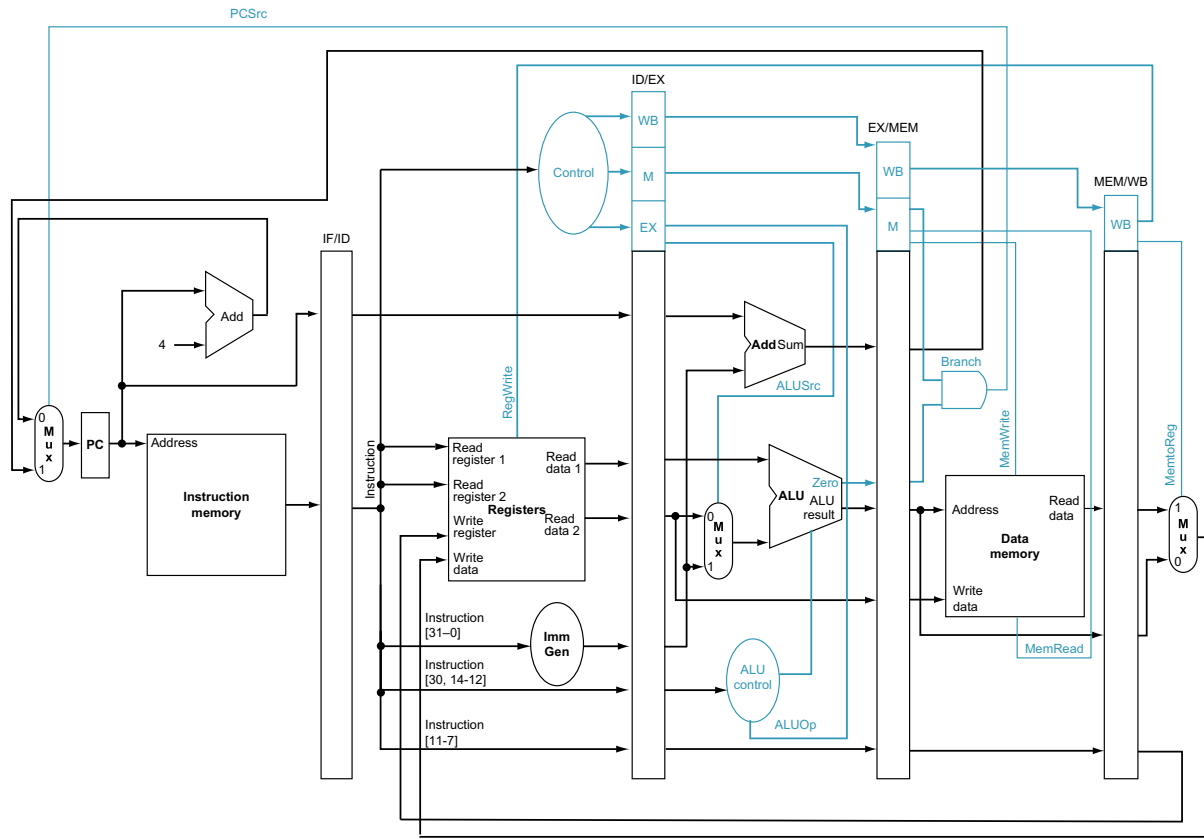 PCSrc
ID/EX
WB
EX/MEM
Control
M
WB
MEM/WB
EX
M
WB
IF/ID
Add
4
Add Sum
RegWrite
ALUSrc
Branch
MemWrite
MemtoReg
0
Mux
1
PC
Address
Instruction
memory
Instruction
Read
register 1
Read
register 2
Write
register
Write
data
Registers
Read
data 1
Read
data 2
0
Mux
1
Zero
ALU
ALU
result
Address
Read
data
Data
memory
Write
data
1
Mux
0
Instruction
[31–0]
Imm
Gen
MemRead
Instruction
[30, 14-12]
ALU
control
Instruction
[11-7]
ALUOp